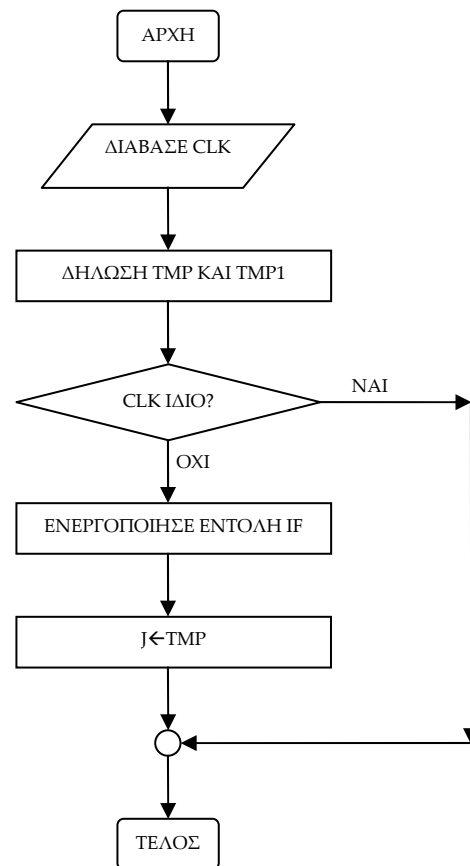 ΑΡΧΗ
ΔΙΑΒΑΣΕ CLK
ΔΗΛΩΣΗ TMP ΚΑΙ TMP1
CLK ΙΔΙΟ?
ΝΑΙ
ΟΧΙ
ΕΝΕΡΓΟΠΟΙΗΣΕ ΕΝΤΟΛΗ IF
J←TMP
ΤΕΛΟΣ